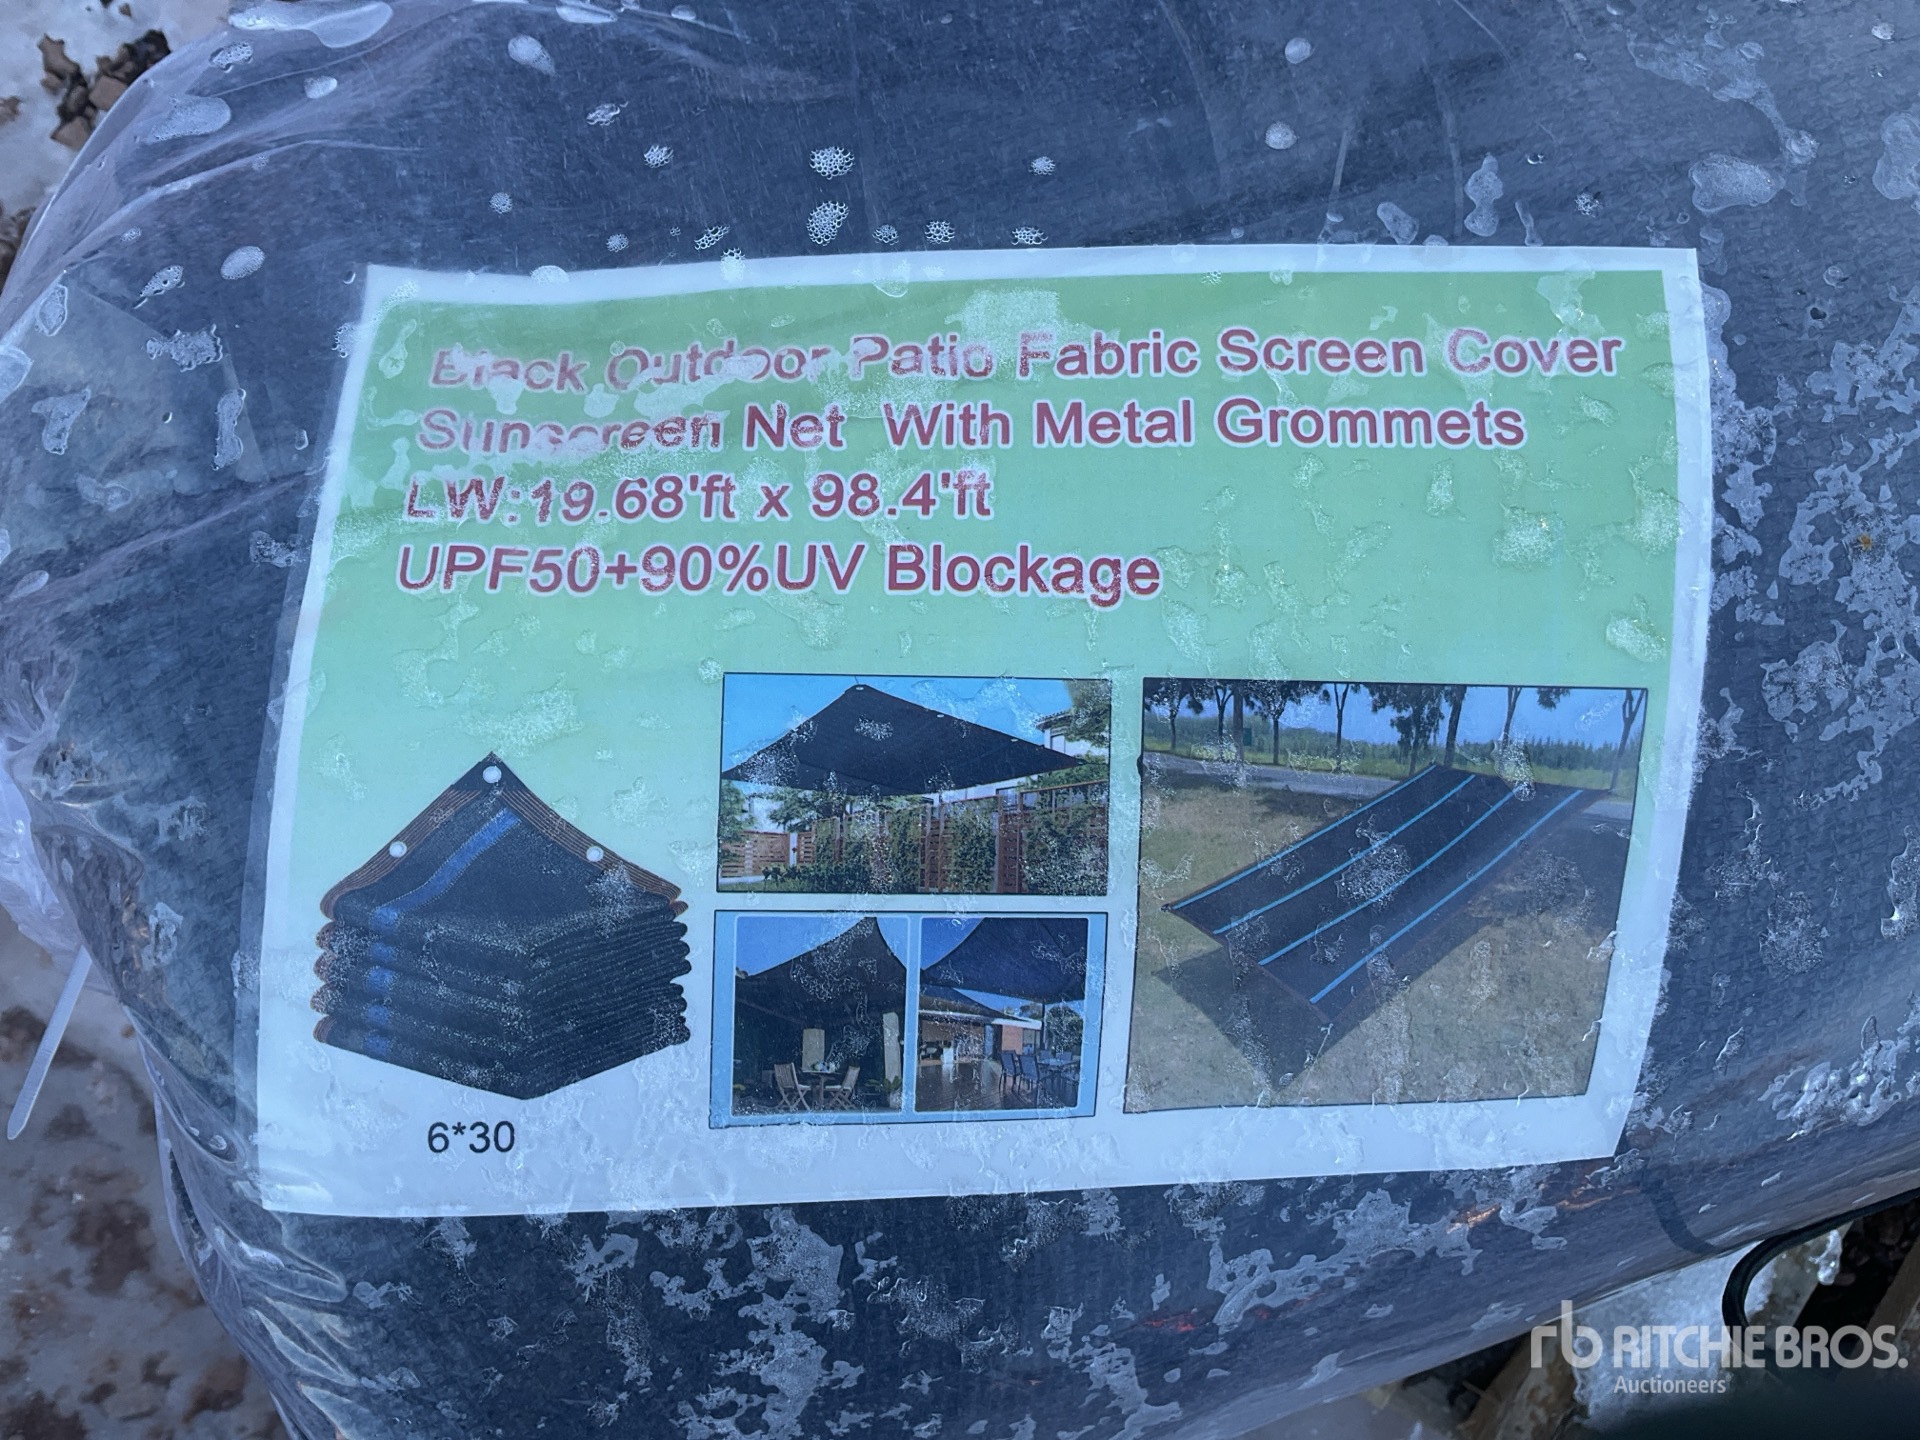 Black Outdoor Patio Fabric Screen Cover
Sunscreen Net With Metal Grommets
LW:19.68'ft x 98.4'ft
UPF50+90%UV Blockage
6*30
rb RITCHIE BROS.
Auctioneers